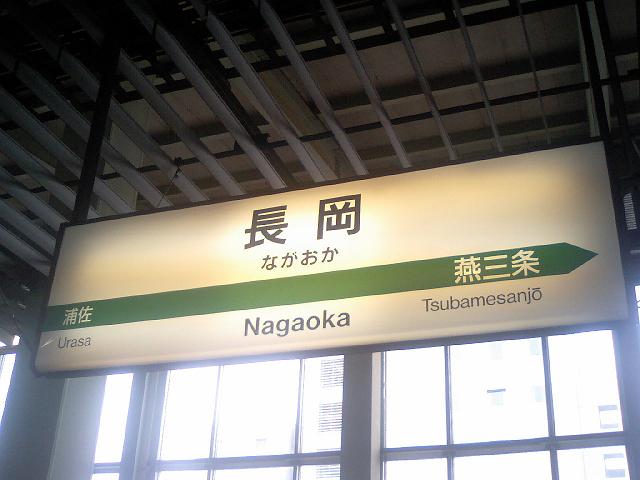 長岡
ながおか
浦佐
燕三条
Urasa
Nagaoka
Tsubamesanjō